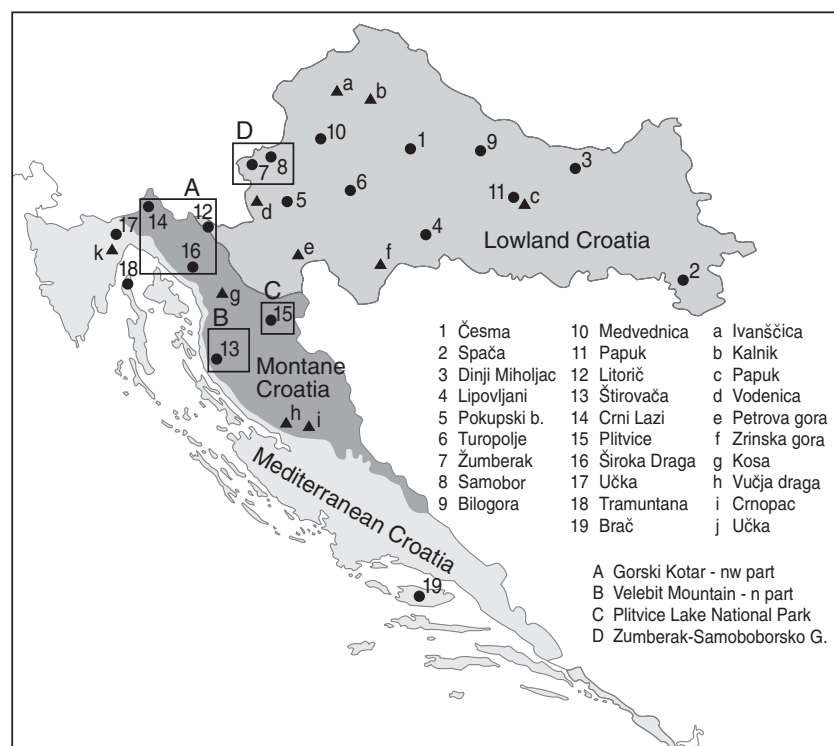 a
b
D
10
1
9
3
7
8
6
11
c
A
d
5
12
17
14
4
Lowland Croatia
k
16
e
f
18
g
C
2
15
B
13
Montane
Croatia
h
i
Mediterranean Croatia
19
1 Česma
2 Spača
3 Dinji Miholjac
4 Lipovljani
5 Pokupski b.
6 Turopolje
7 Žumberak
8 Samobor
9 Bilogora
10 Medvednica
11 Papuk
12 Litorič
13 Štirovača
14 Crni Lazi
15 Plitvice
16 Široka Draga
17 Učka
18 Tramuntana
19 Brač
a Ivanščica
b Kalnik
c Papuk
d Vodenica
e Petrova gora
f Zrinska gora
g Kosa
h Vučja draga
i Crnopac
j Učka
A Gorski Kotar - nw part
B Velebit Mountain - n part
C Plitvice Lake National Park
D Zumberak-Samoboborsko G.